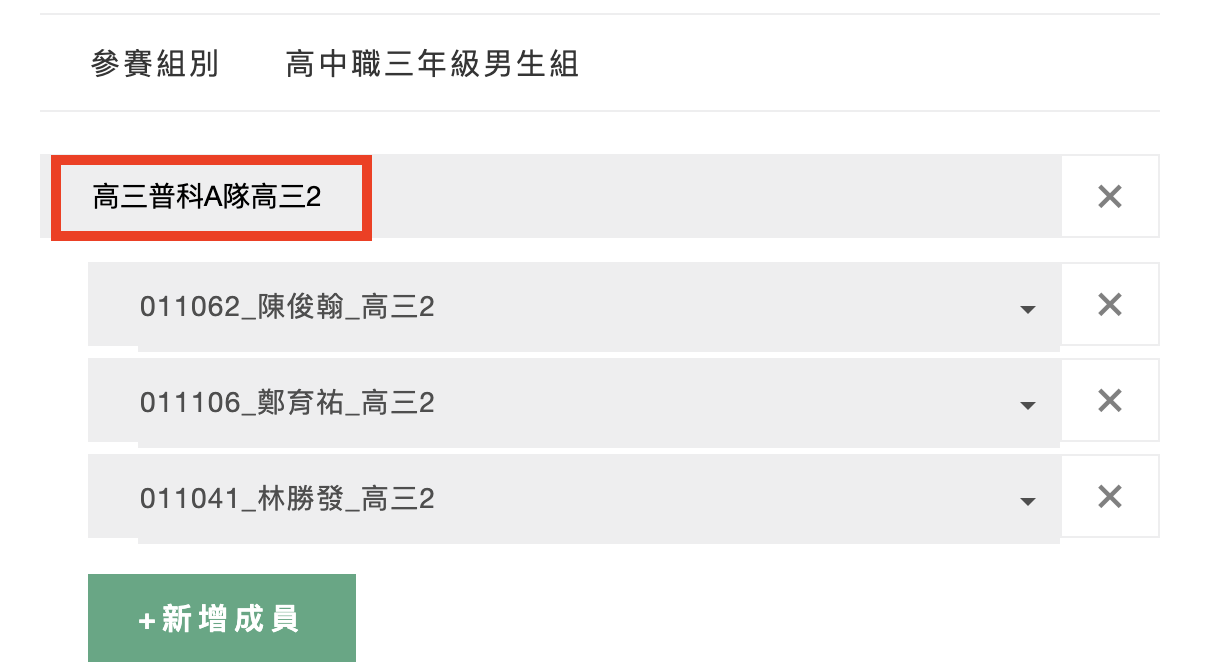 參賽組別 高中職三年級男生組
高三普科A隊高三2
011062_陳俊翰_高三2
011106_鄭育祐_高三2
011041_林勝發_高三2
+新增成員